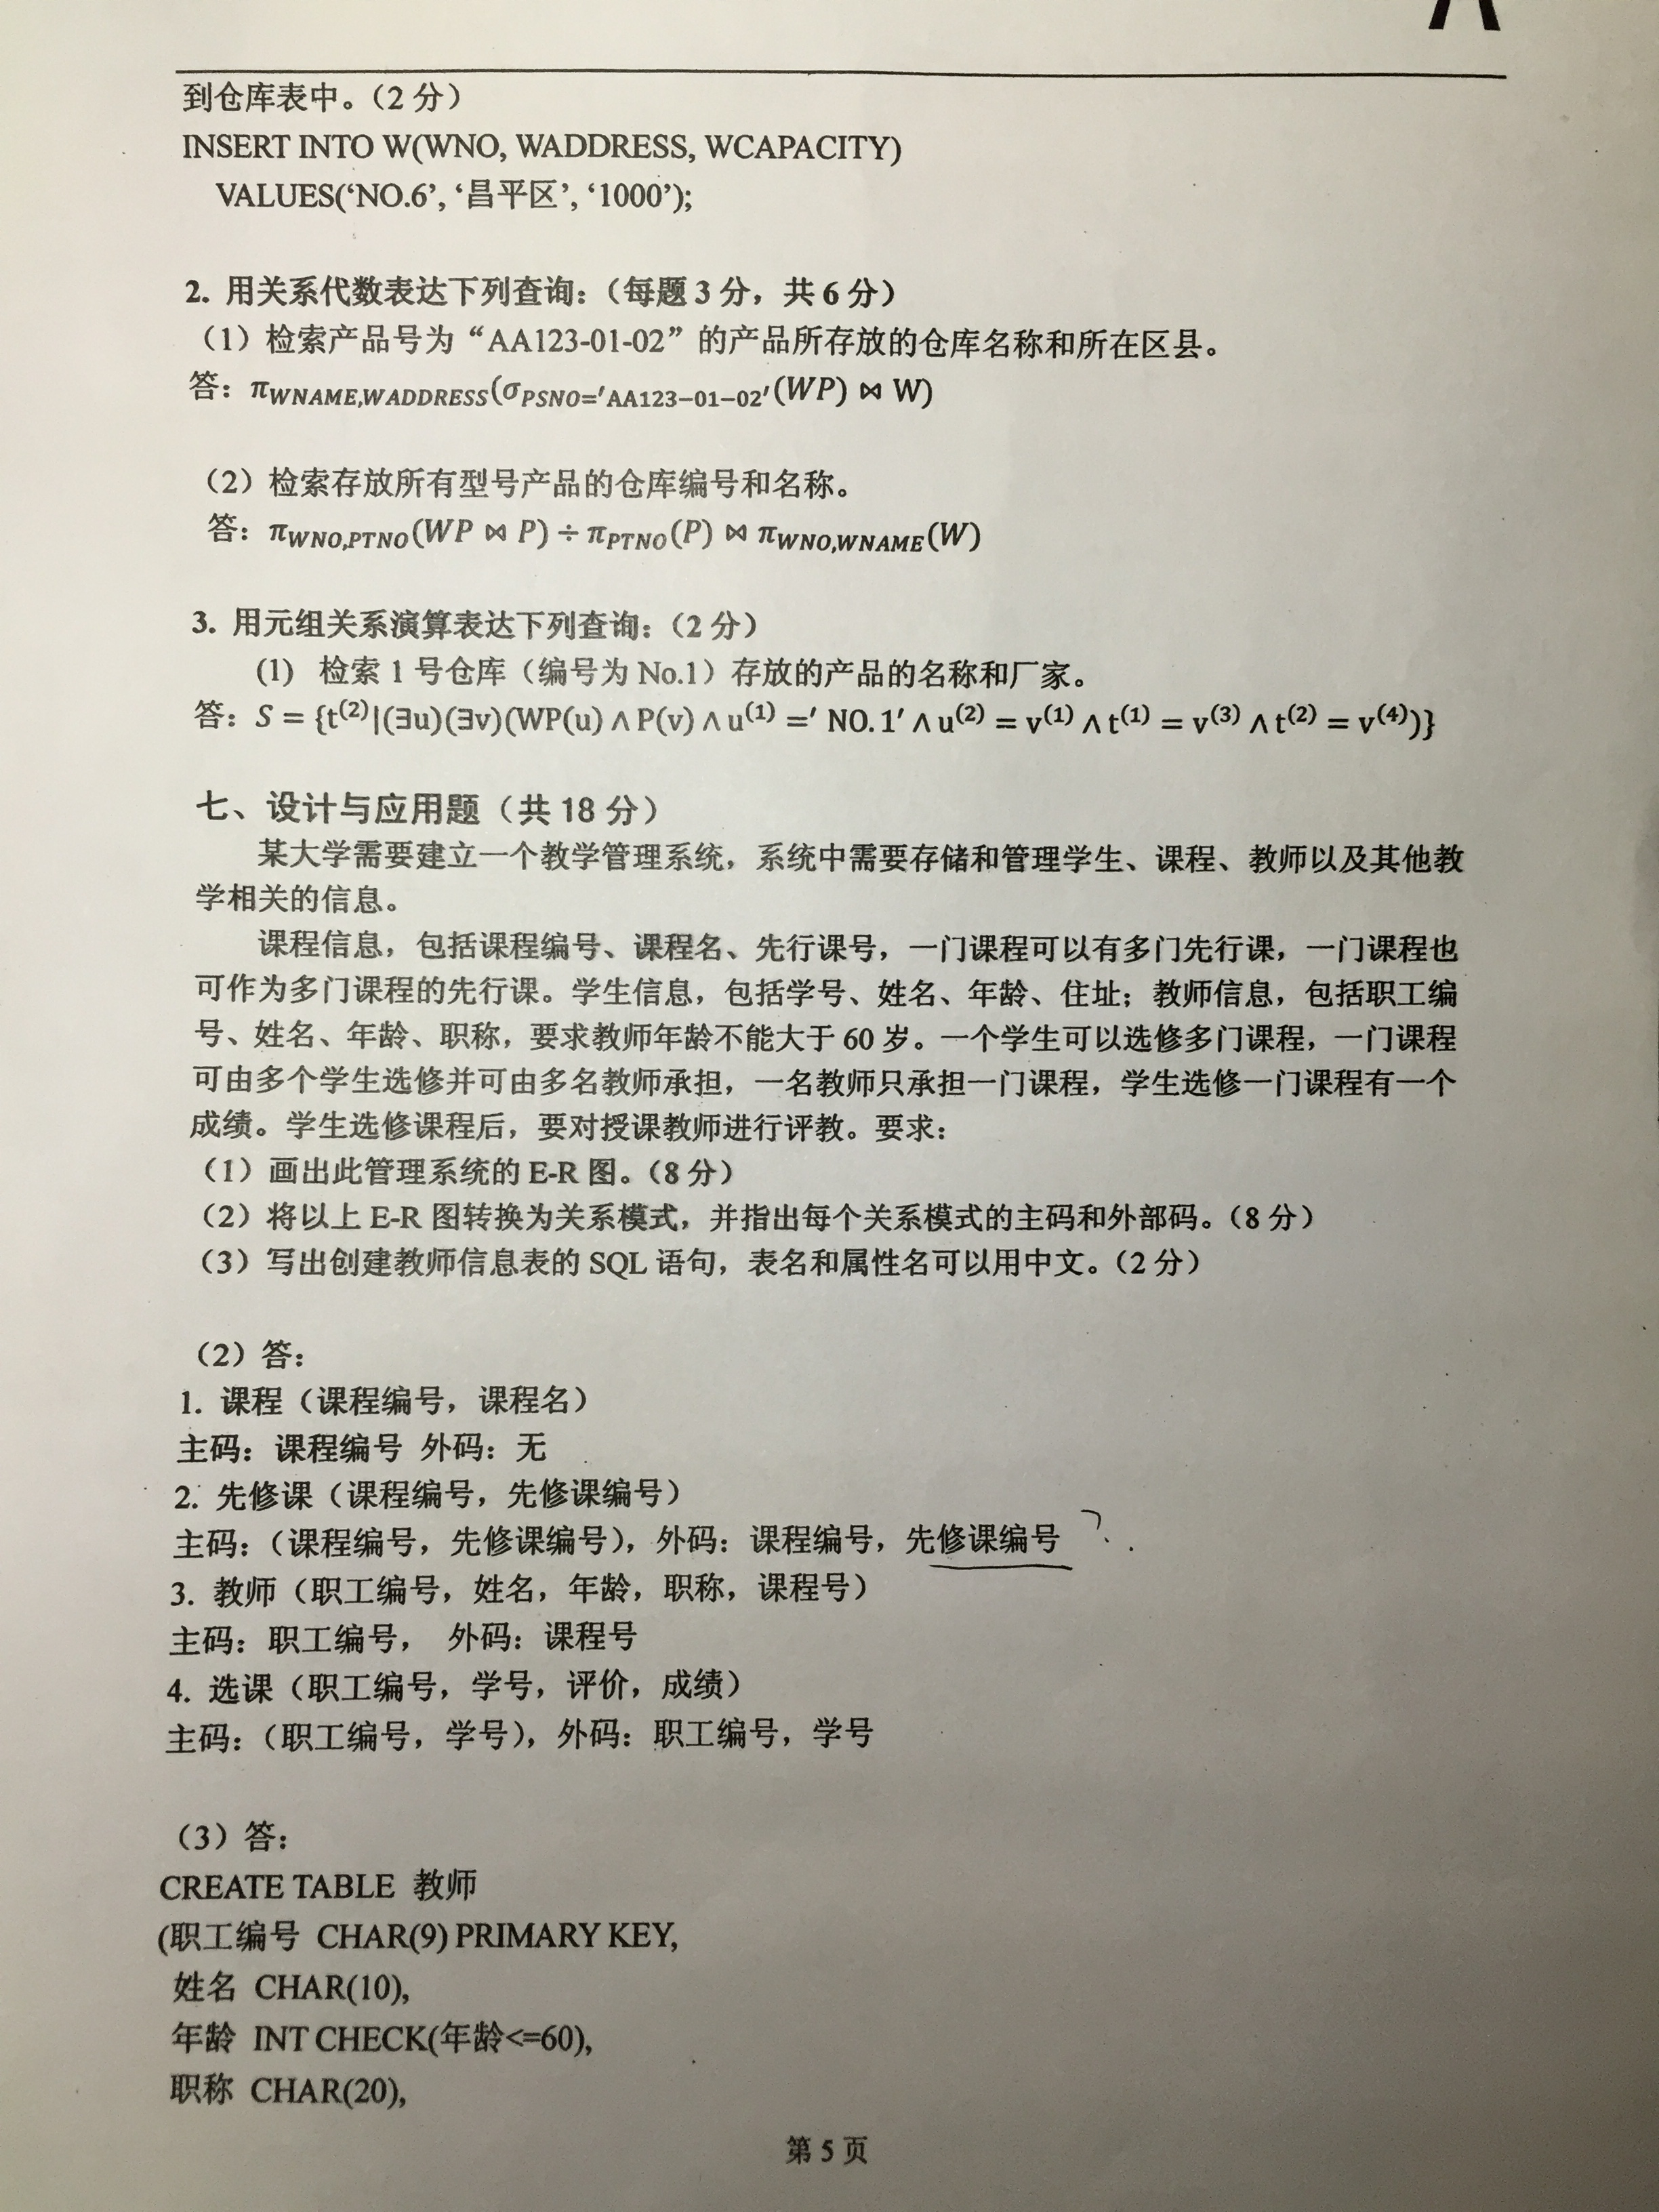 到仓库表中。（2 分）
INSERT INTO W(WNO, WADDRESS, WCAPACITY)
VALUES(‘NO.6’, ‘昌平区’, ‘1000’);
2. 用关系代数表达下列查询：（每题 3 分，共 6 分）
（1）检索产品号为“AA123-01-02”的产品所存放的仓库名称和所在区县。
答：π_{WNAME,WADDRESS}(σ_{PSNO='AA123−01−02'}(WP) ⋈ W)
（2）检索存放所有型号产品的仓库编号和名称。
答：π_{WNO,PTNO}(WP ⋈ P) ÷ π_{PTNO}(P) ⋈ π_{WNO,WNAME}(W)
3. 用元组关系演算表达下列查询：（2 分）
(1) 检索 1 号仓库（编号为 No.1）存放的产品的名称和厂家。
答：S = {t^{(2)}|(∃u)(∃v)(WP(u) ∧ P(v) ∧ u^{(1)} =′ NO. 1′ ∧ u^{(2)} = v^{(1)} ∧ t^{(1)} = v^{(3)} ∧ t^{(2)} = v^{(4)})}
七、设计与应用题（共 18 分）
某大学需要建立一个教学管理系统，系统中需要存储和管理学生、课程、教师以及其他教
学相关的信息。
课程信息，包括课程编号、课程名、先行课号，一门课程可以有多门先行课，一门课程也
可作为多门课程的先行课。学生信息，包括学号、姓名、年龄、住址；教师信息，包括职工编
号、姓名、年龄、职称，要求教师年龄不能大于 60 岁。一个学生可以选修多门课程，一门课程
可由多个学生选修并可由多名教师承担，一名教师只承担一门课程，学生选修一门课程有一个
成绩。学生选修课程后，要对授课教师进行评教。要求：
（1）画出此管理系统的 E-R 图。（8 分）
（2）将以上 E-R 图转换为关系模式，并指出每个关系模式的主码和外部码。（8 分）
（3）写出创建教师信息表的 SQL 语句，表名和属性名可以用中文。（2 分）
（2）答：
1. 课程（课程编号，课程名）
主码：课程编号 外码：无
2. 先修课（课程编号，先修课编号）
主码：（课程编号，先修课编号），外码：课程编号，先修课编号 ?
3. 教师（职工编号，姓名，年龄，职称，课程号）
主码：职工编号， 外码：课程号
4. 选课（职工编号，学号，评价，成绩）
主码：（职工编号，学号），外码：职工编号，学号
（3）答：
CREATE TABLE 教师
(职工编号 CHAR(9) PRIMARY KEY,
姓名 CHAR(10),
年龄 INT CHECK(年龄<=60),
职称 CHAR(20),
第 5 页